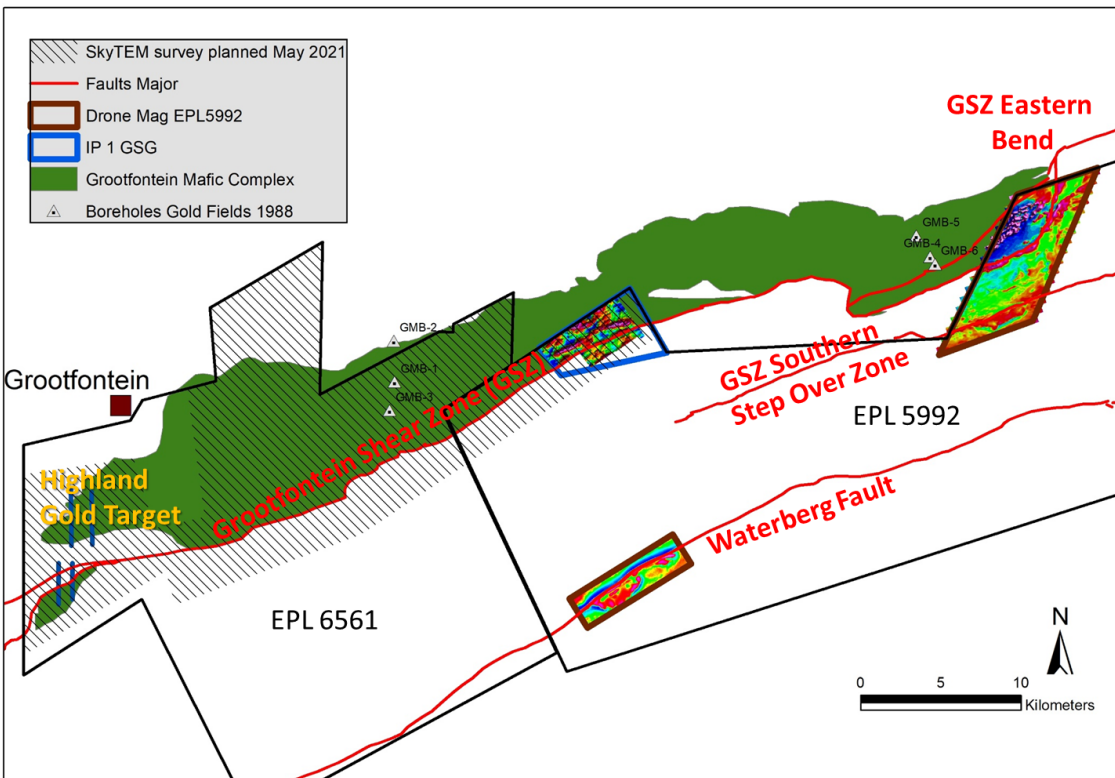 SkyTEM survey planned May 2021
Faults Major
Drone Mag EPL5992
IP 1 GSG
Grootfontein Mafic Complex
Boreholes Gold Fields 1988
GSZ Eastern
Bend
GMB-5
GMB-4
GMB-6
GMB-2
GMB-1
GMB-3
Grootfontein
Grootfontein Shear Zone (GSZ)
GSZ Southern
Step Over Zone
EPL 5992
Highland
Gold Target
Waterberg Fault
EPL 6561
N
0 5 10
Kilometers